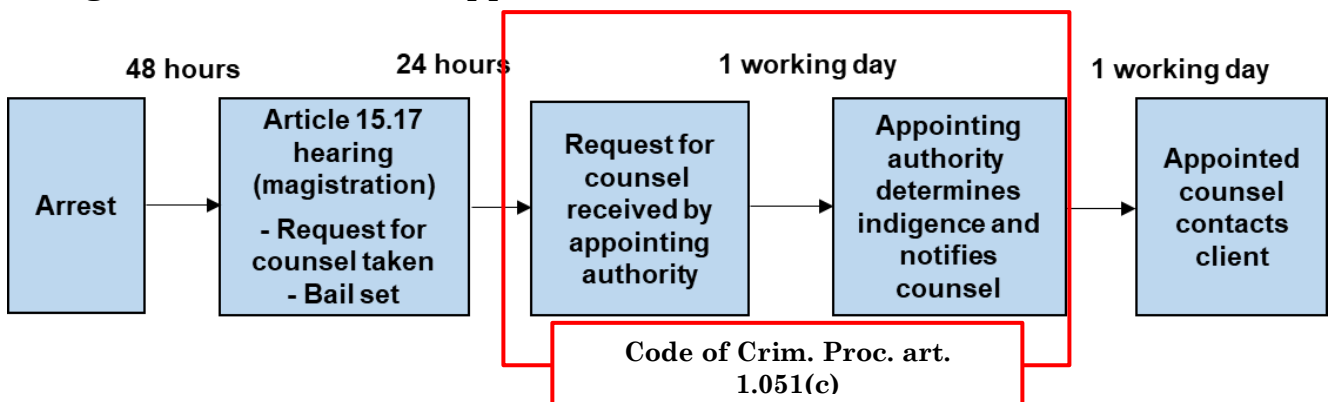 48 hours
24 hours
1 working day
1 working day
Arrest
Article 15.17
hearing
(magistration)
- Request for
counsel taken
- Bail set
Request for
counsel
received by
appointing
authority
Appointing
authority
determines
indigence and
notifies
counsel
Appointed
counsel
contacts
client
Code of Crim. Proc. art.
1.051(c)